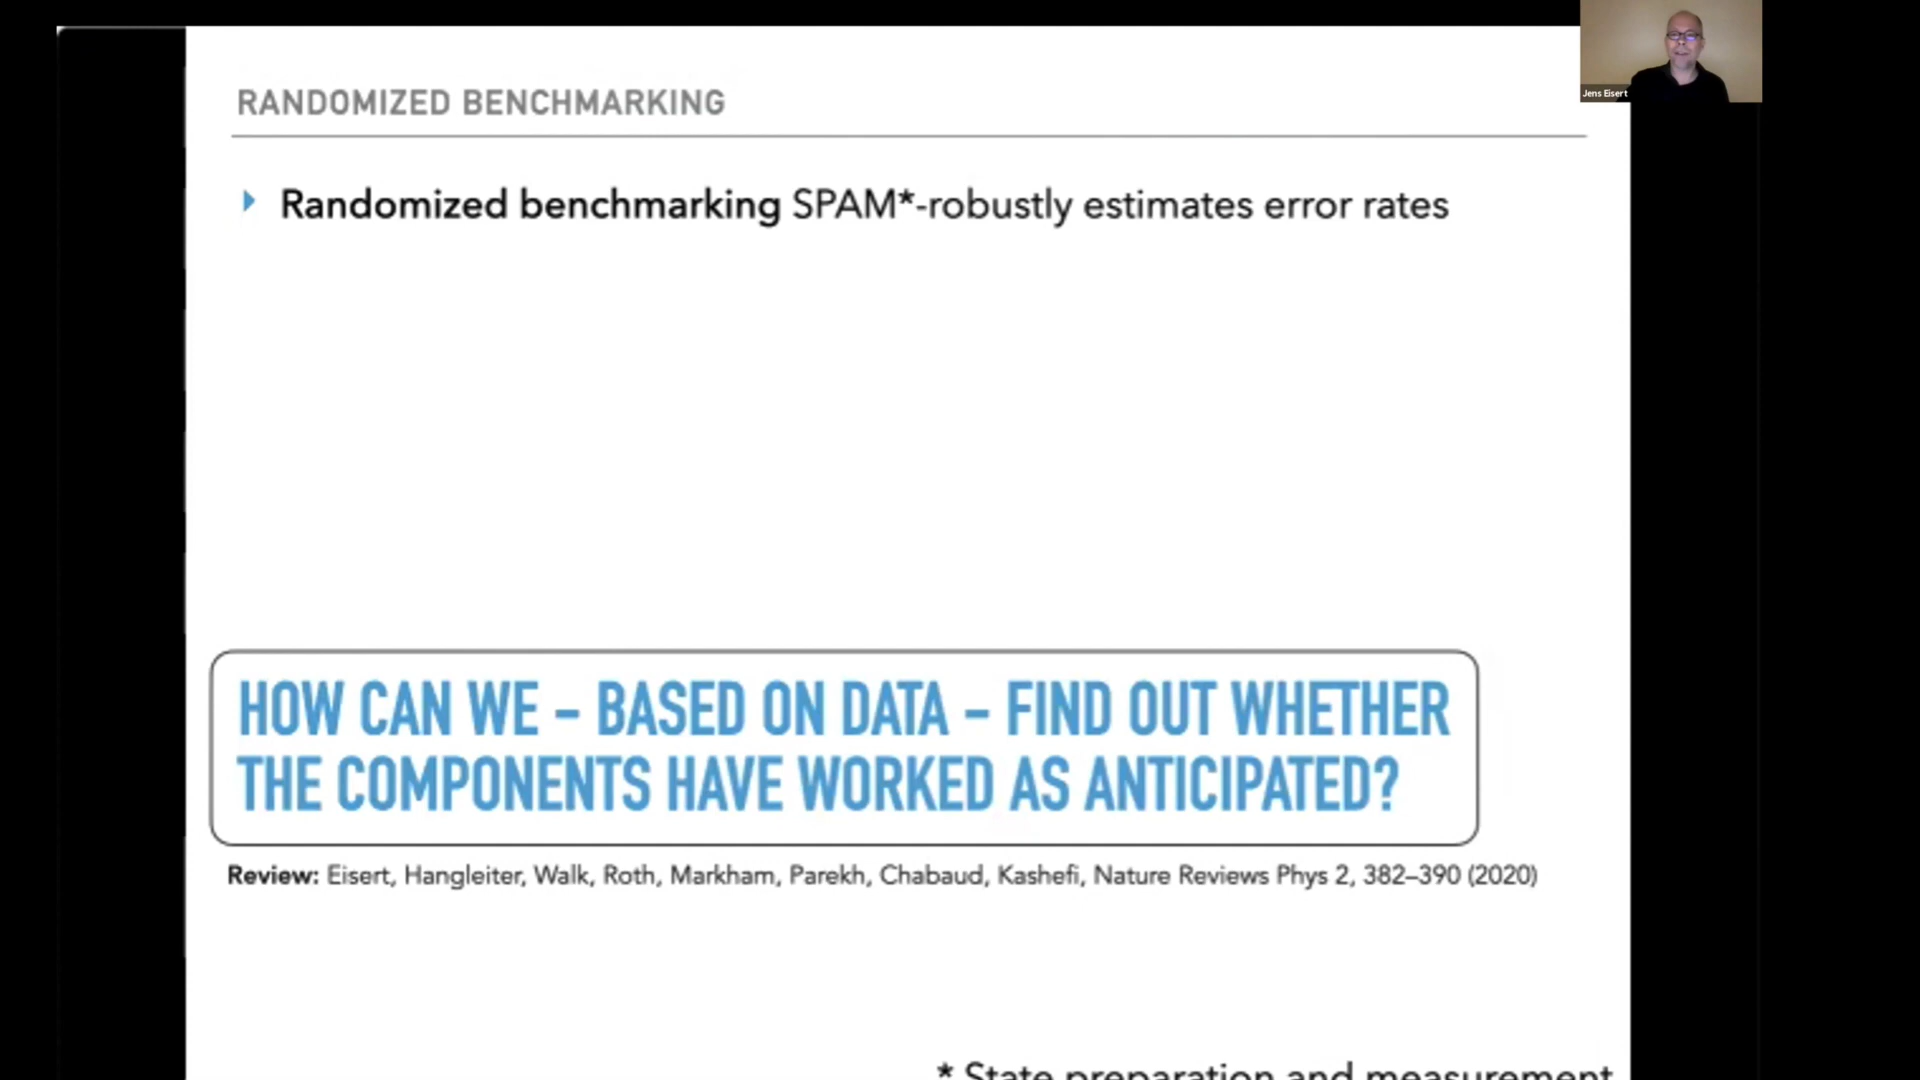 Jens Eisert
RANDOMIZED BENCHMARKING
Randomized benchmarking SPAM*-robustly estimates error rates
HOW CAN WE – BASED ON DATA – FIND OUT WHETHER
THE COMPONENTS HAVE WORKED AS ANTICIPATED?
Review: Eisert, Hangleiter, Walk, Roth, Markham, Parekh, Chabaud, Kashefi, Nature Reviews Phys 2, 382–390 (2020)
* State preparation and measurement